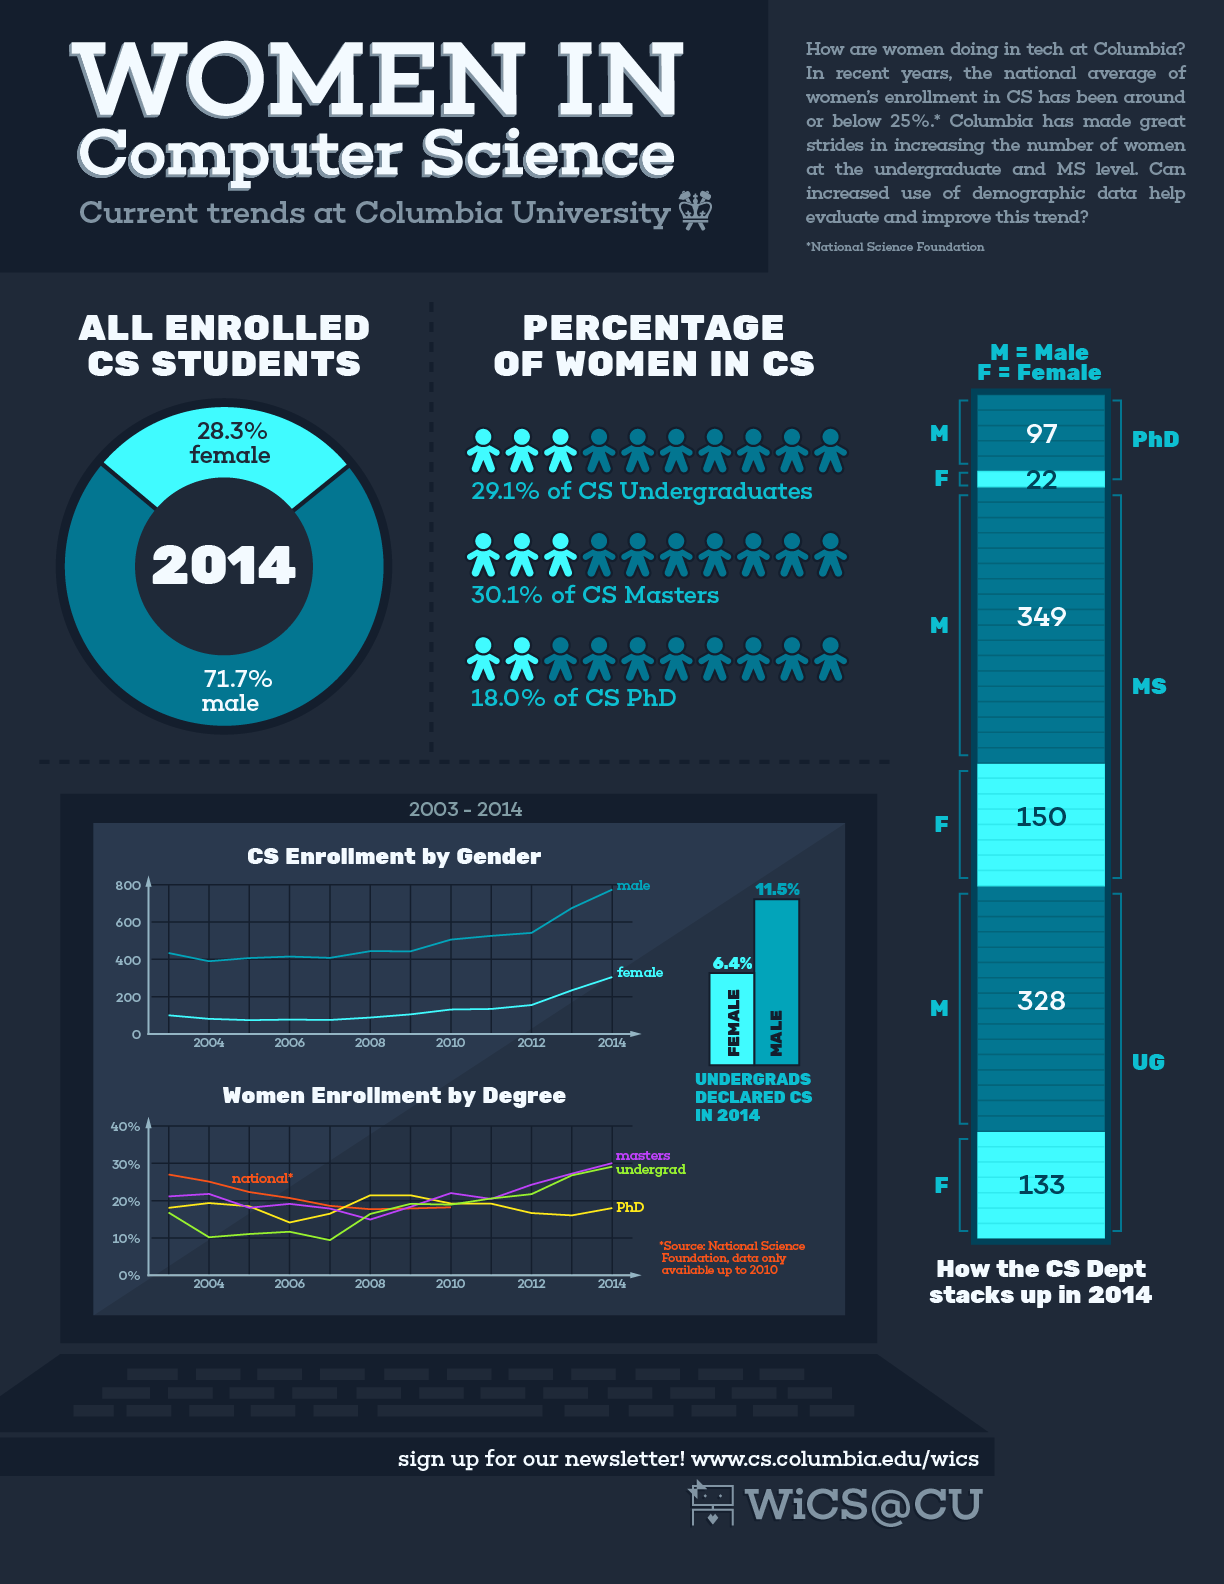 WOMEN IN
Computer Science
Current trends at Columbia University
How are women doing in tech at Columbia?
In recent years, the national average of
women's enrollment in CS has been around
or below 25%.* Columbia has made great
strides in increasing the number of women
at the undergraduate and MS level. Can
increased use of demographic data help
evaluate and improve this trend?
*National Science Foundation
ALL ENROLLED
CS STUDENTS
28.3%
female
2014
71.7%
male
PERCENTAGE
OF WOMEN IN CS
29.1% of CS Undergraduates
30.1% of CS Masters
18.0% of CS PhD
M = Male
F = Female
M
97
PhD
F
22
M
349
MS
F
150
M
328
UG
F
133
How the CS Dept
stacks up in 2014
2003 - 2014
CS Enrollment by Gender
800
600
400
200
0
male
female
2004
2006
2008
2010
2012
2014
11.5%
6.4%
FEMALE
MALE
UNDERGRADS
DECLARED CS
IN 2014
Women Enrollment by Degree
40%
30%
20%
10%
0%
national*
masters
undergrad
PhD
2004
2006
2008
2010
2012
2014
*Source: National Science
Foundation, data only
available up to 2010
sign up for our newsletter! www.cs.columbia.edu/wics
WiCS@CU